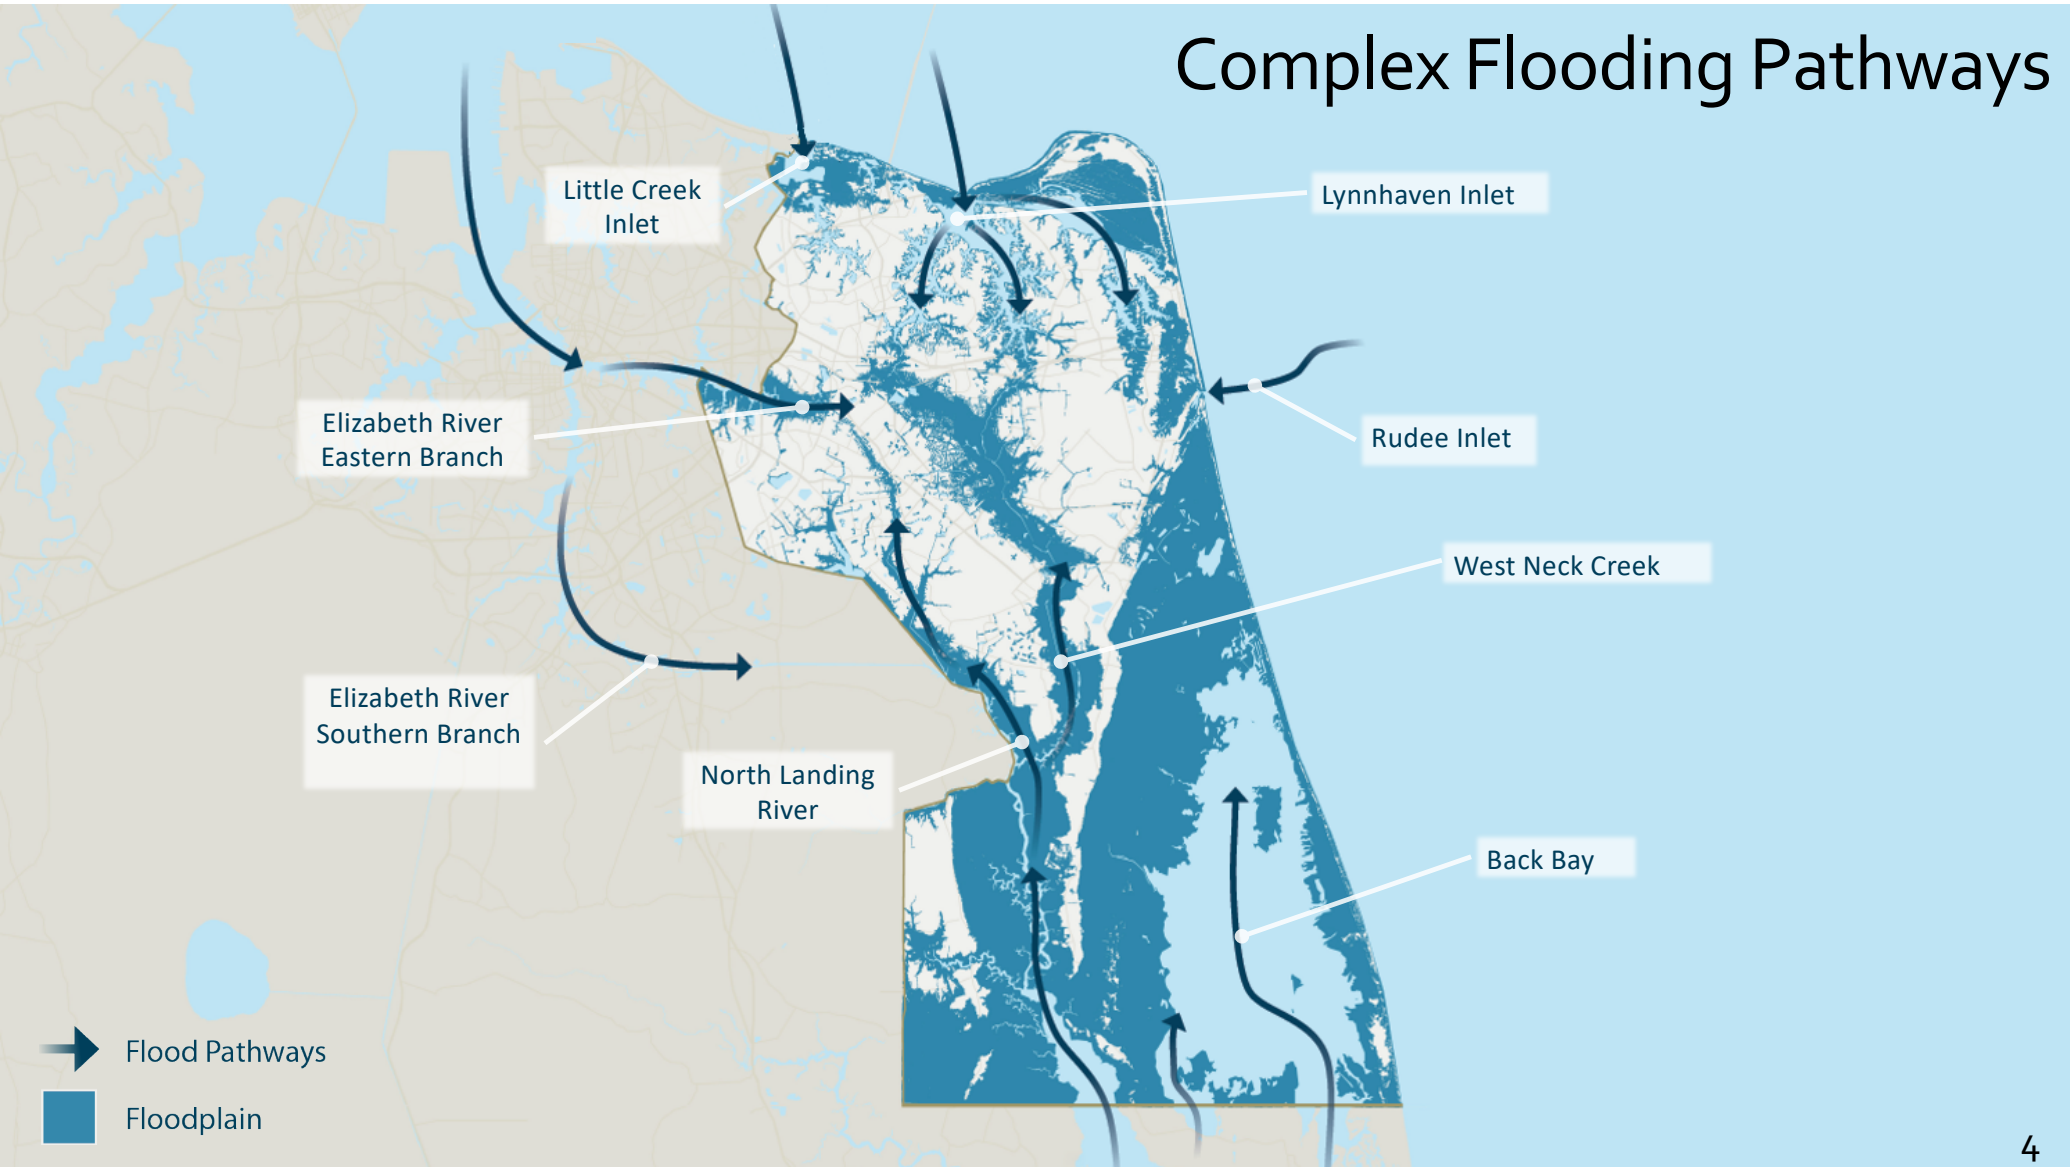 Complex Flooding Pathways
Little Creek
Inlet
Lynnhaven Inlet
Elizabeth River
Eastern Branch
Rudee Inlet
West Neck Creek
Elizabeth River
Southern Branch
North Landing
River
Back Bay
Flood Pathways
Floodplain
4